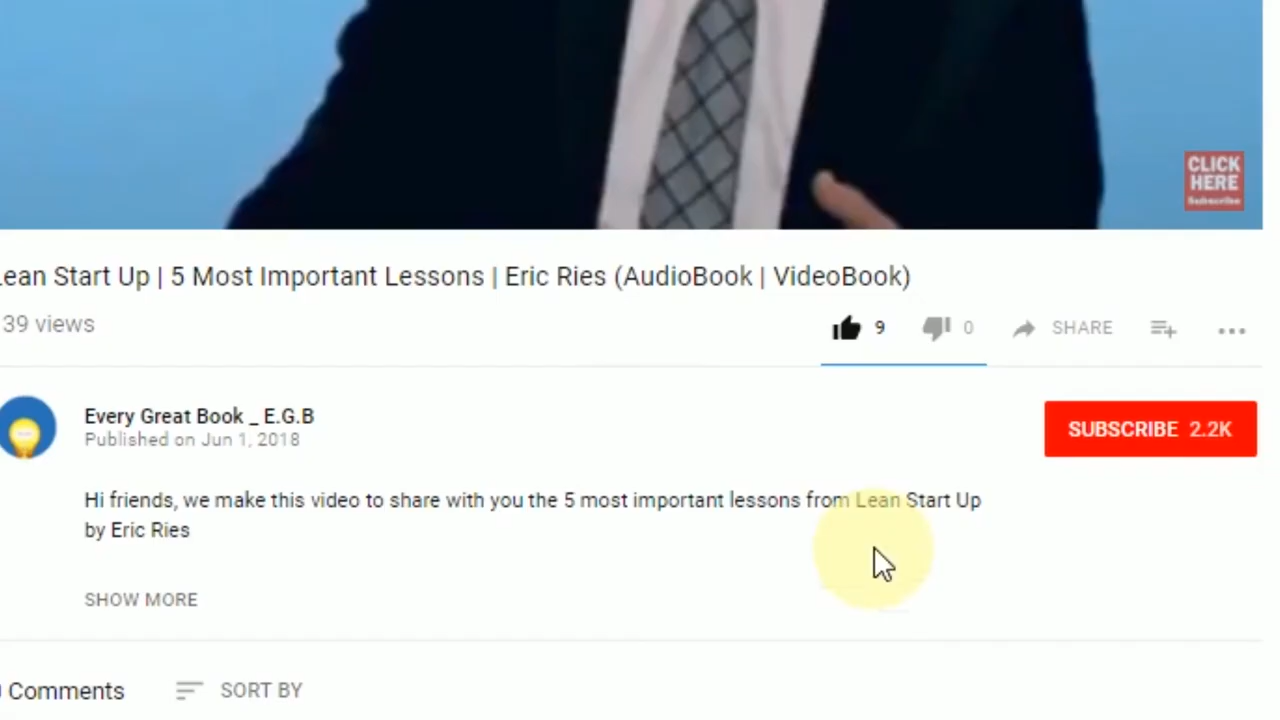 CLICK
HERE
Subscribe
Lean Start Up | 5 Most Important Lessons | Eric Ries (AudioBook | VideoBook)
39 views
9
0
SHARE
Every Great Book _ E.G.B
Published on Jun 1, 2018
SUBSCRIBE 2.2K
Hi friends, we make this video to share with you the 5 most important lessons from Lean Start Up
by Eric Ries
SHOW MORE
Comments
SORT BY